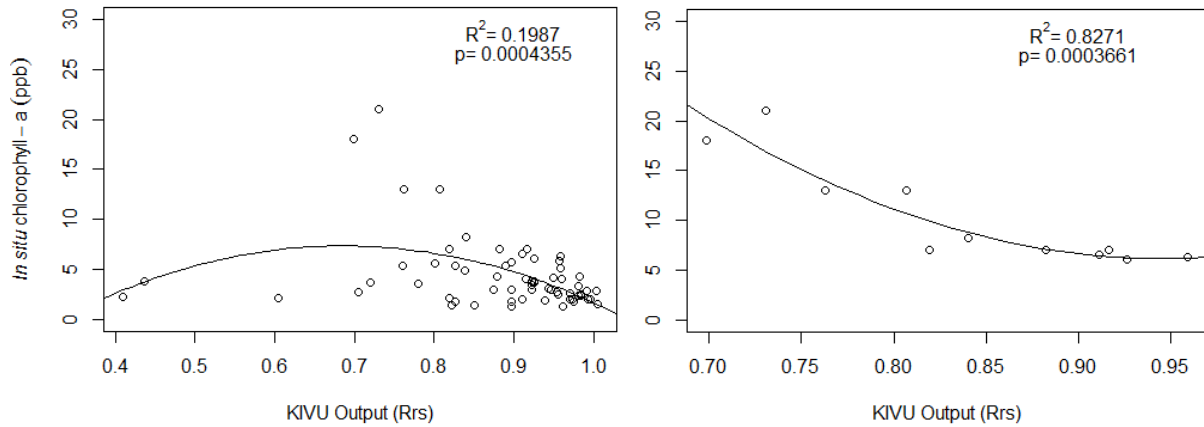 R²= 0.1987
p= 0.0004355
In situ chlorophyll – a (ppb)
30
25
20
15
10
5
0
0.4 0.5 0.6 0.7 0.8 0.9 1.0
KIVU Output (Rrs)
R²= 0.8271
p= 0.0003661
30
25
20
15
10
5
0
0.70 0.75 0.80 0.85 0.90 0.95
KIVU Output (Rrs)